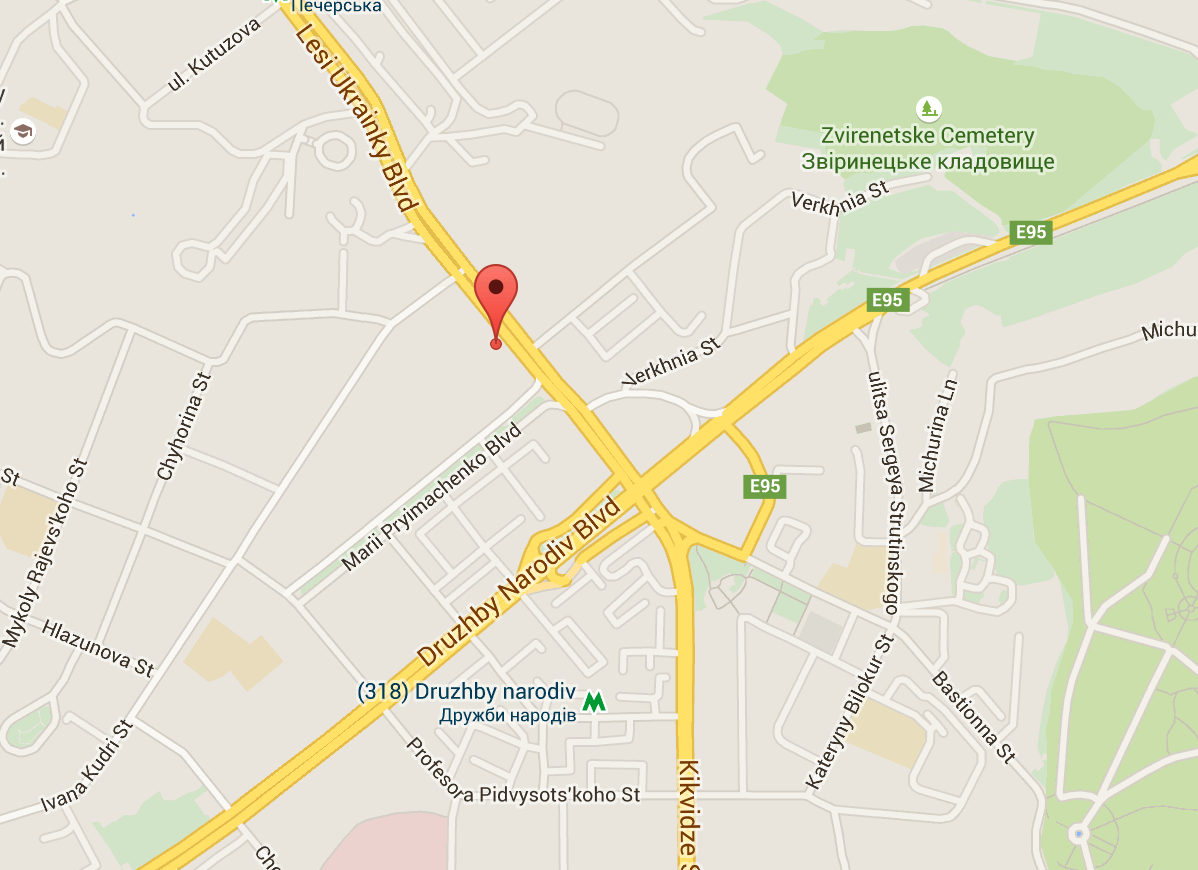 Печерська
ul. Kutuzova
Lesi Ukrainky Blvd
Zvirenetske Cemetery
Звіринецьке кладовище
Verkhnia St
E95
E95
Michu
Verkhnia St
Chyhorina St
ulitsa Sergeya Strutinskogo
Michurina Ln
Marii Pryimachenko Blvd
St
E95
Mykoly Rajevs'koho St
Druzhby Narodiv Blvd
Hlazunova St
(318) Druzhby narodiv
Дружби народів
Kateryny Bilokur St
Bastionna St
Ivana Kudri St
Profesora Pidvysots'koho St
Kikvidze S
Che